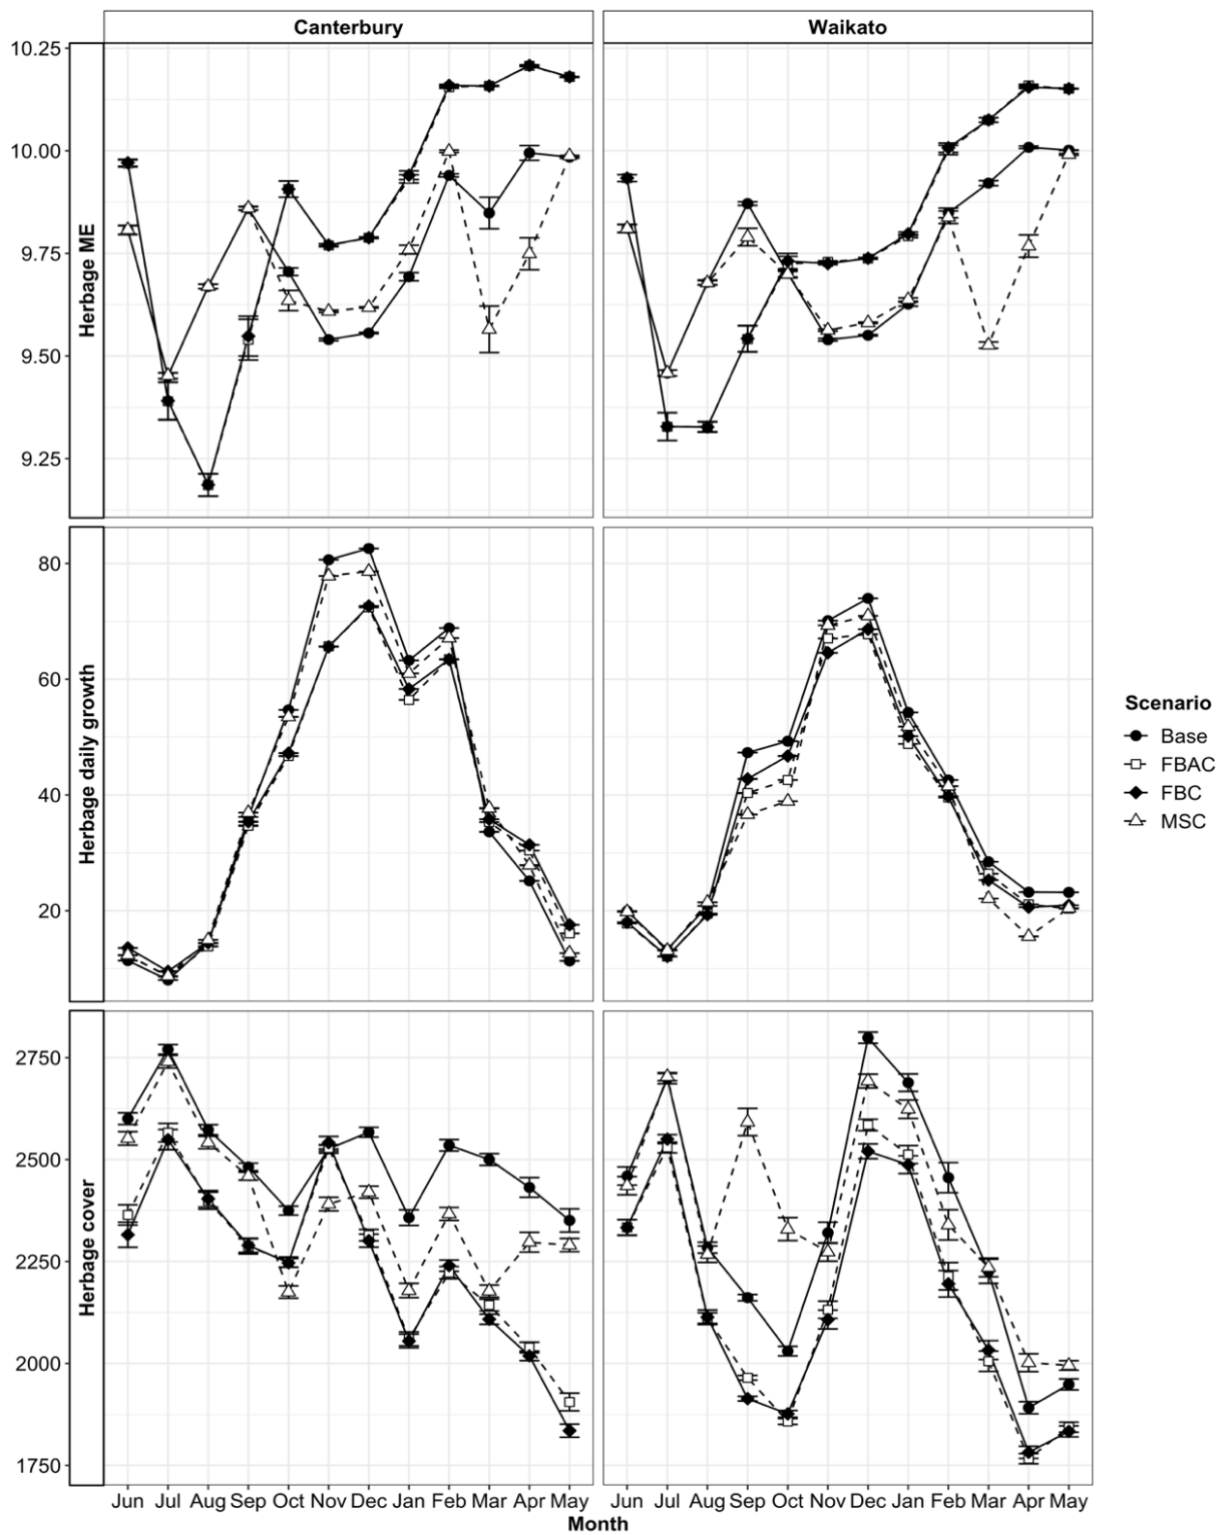 Canterbury
Waikato
Herbage ME
10.25
10.00
9.75
9.50
9.25
Herbage daily growth
80
60
40
20
Herbage cover
2750
2500
2250
2000
1750
Jun Jul Aug Sep Oct Nov Dec Jan Feb Mar Apr May
Jun Jul Aug Sep Oct Nov Dec Jan Feb Mar Apr May
Month
Scenario
Base
FBAC
FBC
MSC